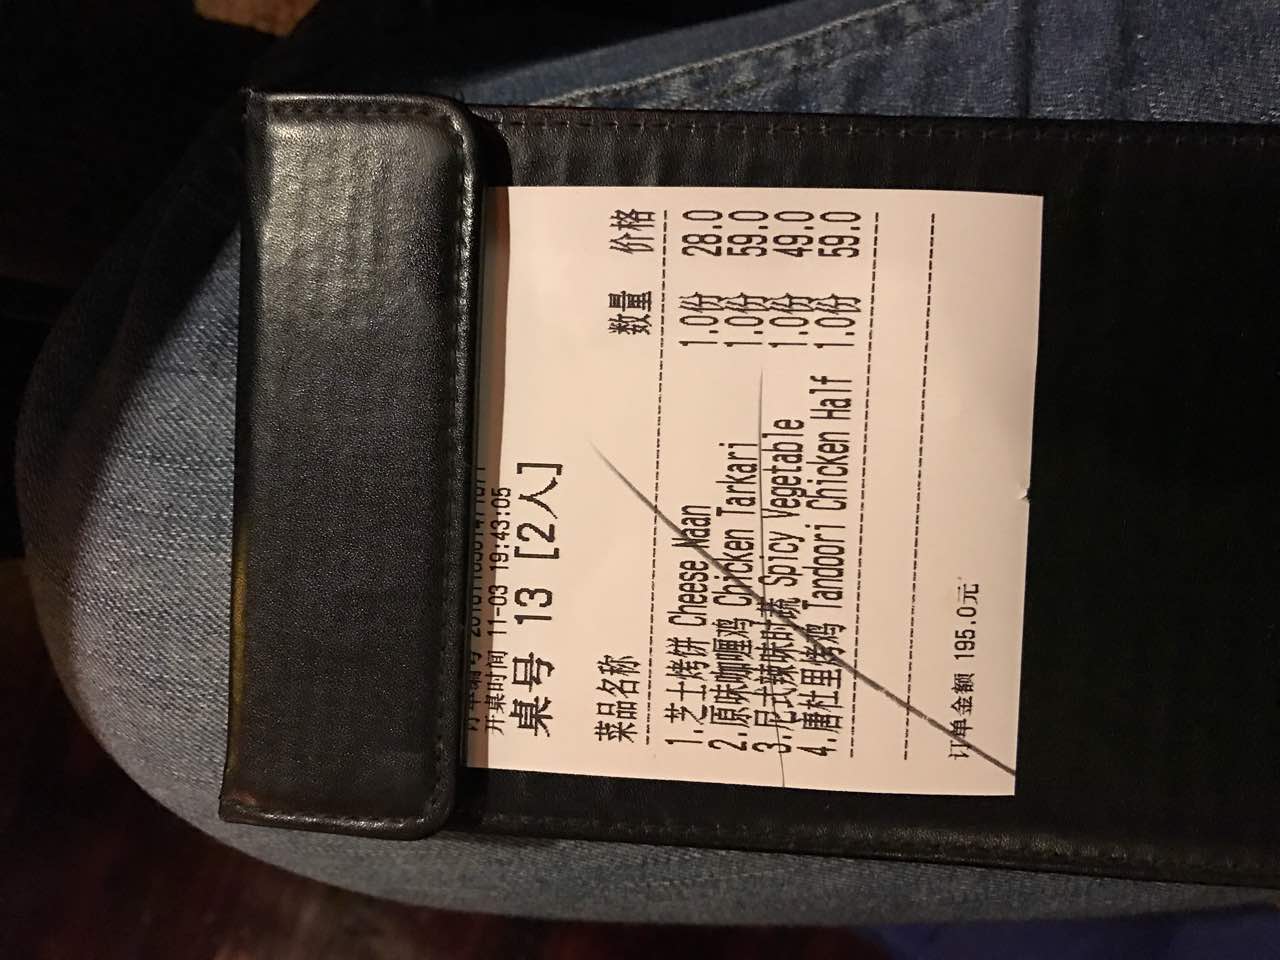 开桌时间 11-03 19:43:05
桌号 13 [2人]
菜品名称 数量 价格
1.芝士烤饼 Cheese Naan 1.0份 28.0
2.原味咖喱鸡 Chicken Tarkari 1.0份 59.0
3.尼式辣味时蔬 Spicy Vegetable 1.0份 49.0
4.唐杜里烤鸡 Tandoori Chicken Half 1.0份 59.0
订单金额 195.0元